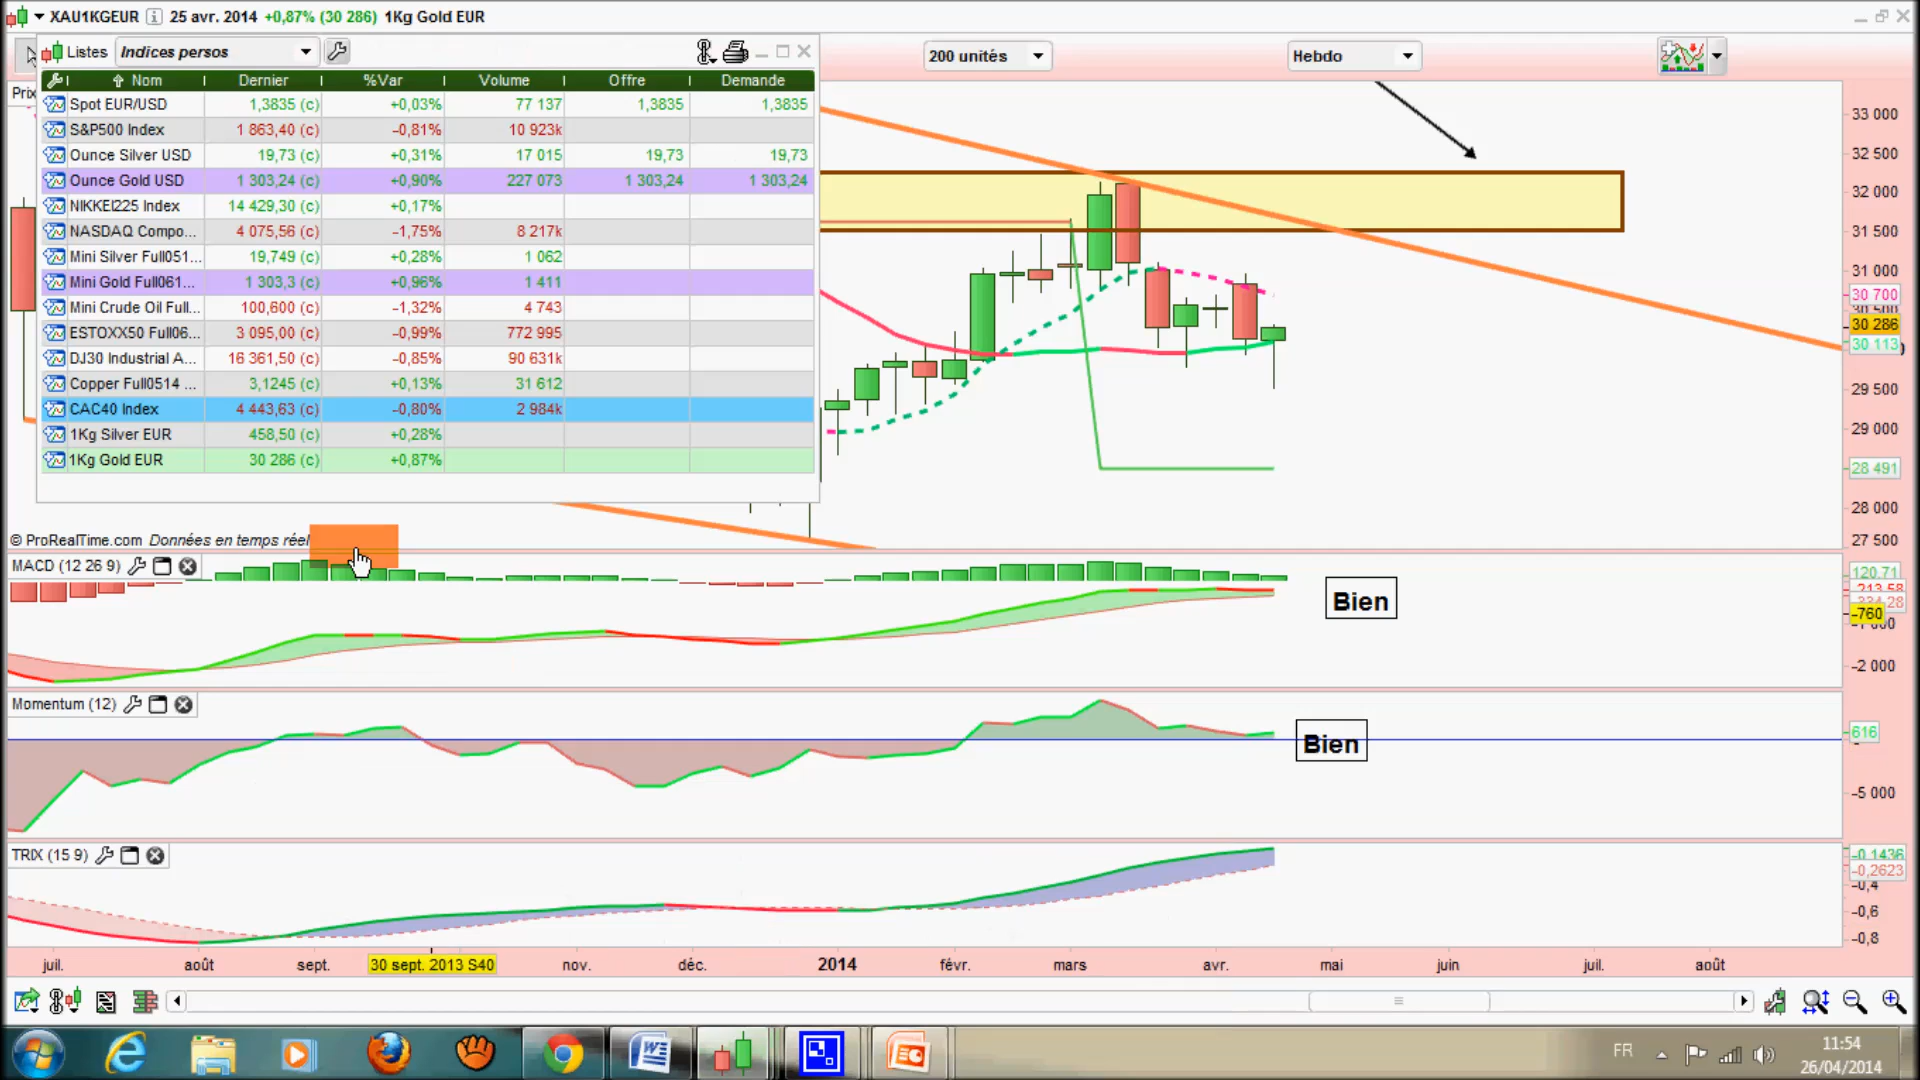 XAU1KGEUR i 25 avr. 2014 +0,87% (30 286) 1Kg Gold EUR
Listes Indices persos
200 unités
Hebdo
Prix
Nom Dernier %Var Volume Offre Demande
Spot EUR/USD 1,3835 (c) +0,03% 77 137 1,3835 1,3835
S&P500 Index 1 863,40 (c) -0,81% 10 923k
Ounce Silver USD 19,73 (c) +0,31% 17 015 19,73 19,73
Ounce Gold USD 1 303,24 (c) +0,90% 227 073 1 303,24 1 303,24
NIKKEI225 Index 14 429,30 (c) +0,17%
NASDAQ Compo... 4 075,56 (c) -1,75% 8 217k
Mini Silver Full051... 19,749 (c) +0,28% 1 062
Mini Gold Full061... 1 303,3 (c) +0,96% 1 411
Mini Crude Oil Full... 100,600 (c) -1,32% 4 743
ESTOXX50 Full06... 3 095,00 (c) -0,99% 772 995
DJ30 Industrial A... 16 361,50 (c) -0,85% 90 631k
Copper Full0514 ... 3,1245 (c) +0,13% 31 612
CAC40 Index 4 443,63 (c) -0,80% 2 984k
1Kg Silver EUR 458,50 (c) +0,28%
1Kg Gold EUR 30 286 (c) +0,87%
33 000
32 500
32 000
31 500
31 000
30 700
30 500
30 286
30 113
29 500
29 000
28 491
28 000
27 500
© ProRealTime.com Données en temps réel
MACD (12 26 9)
Bien
120.71
-213.58
-334.28
-760
-1 000
-2 000
Momentum (12)
Bien
616
-5 000
TRIX (15 9)
-0,1436
-0,2623
-0,4
-0,6
-0,8
juil. août sept. 30 sept. 2013 S40 nov. déc. 2014 févr. mars avr. mai juin juil. août
FR
11:54
26/04/2014